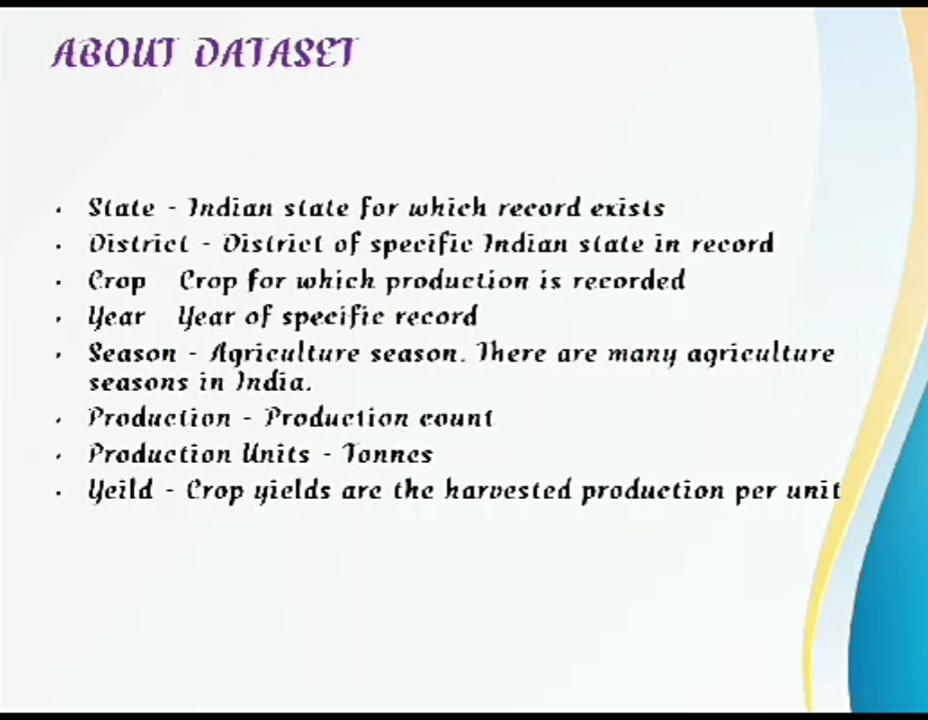 ABOUT DATASET
• State - Indian state for which record exists
• District - District of specific Indian state in record
• Crop   Crop for which production is recorded
• Year   Year of specific record
• Season - Agriculture season. There are many agriculture
seasons in India.
• Production - Production count
• Production Units - Tonnes
• Yeild - Crop yields are the harvested production per unit